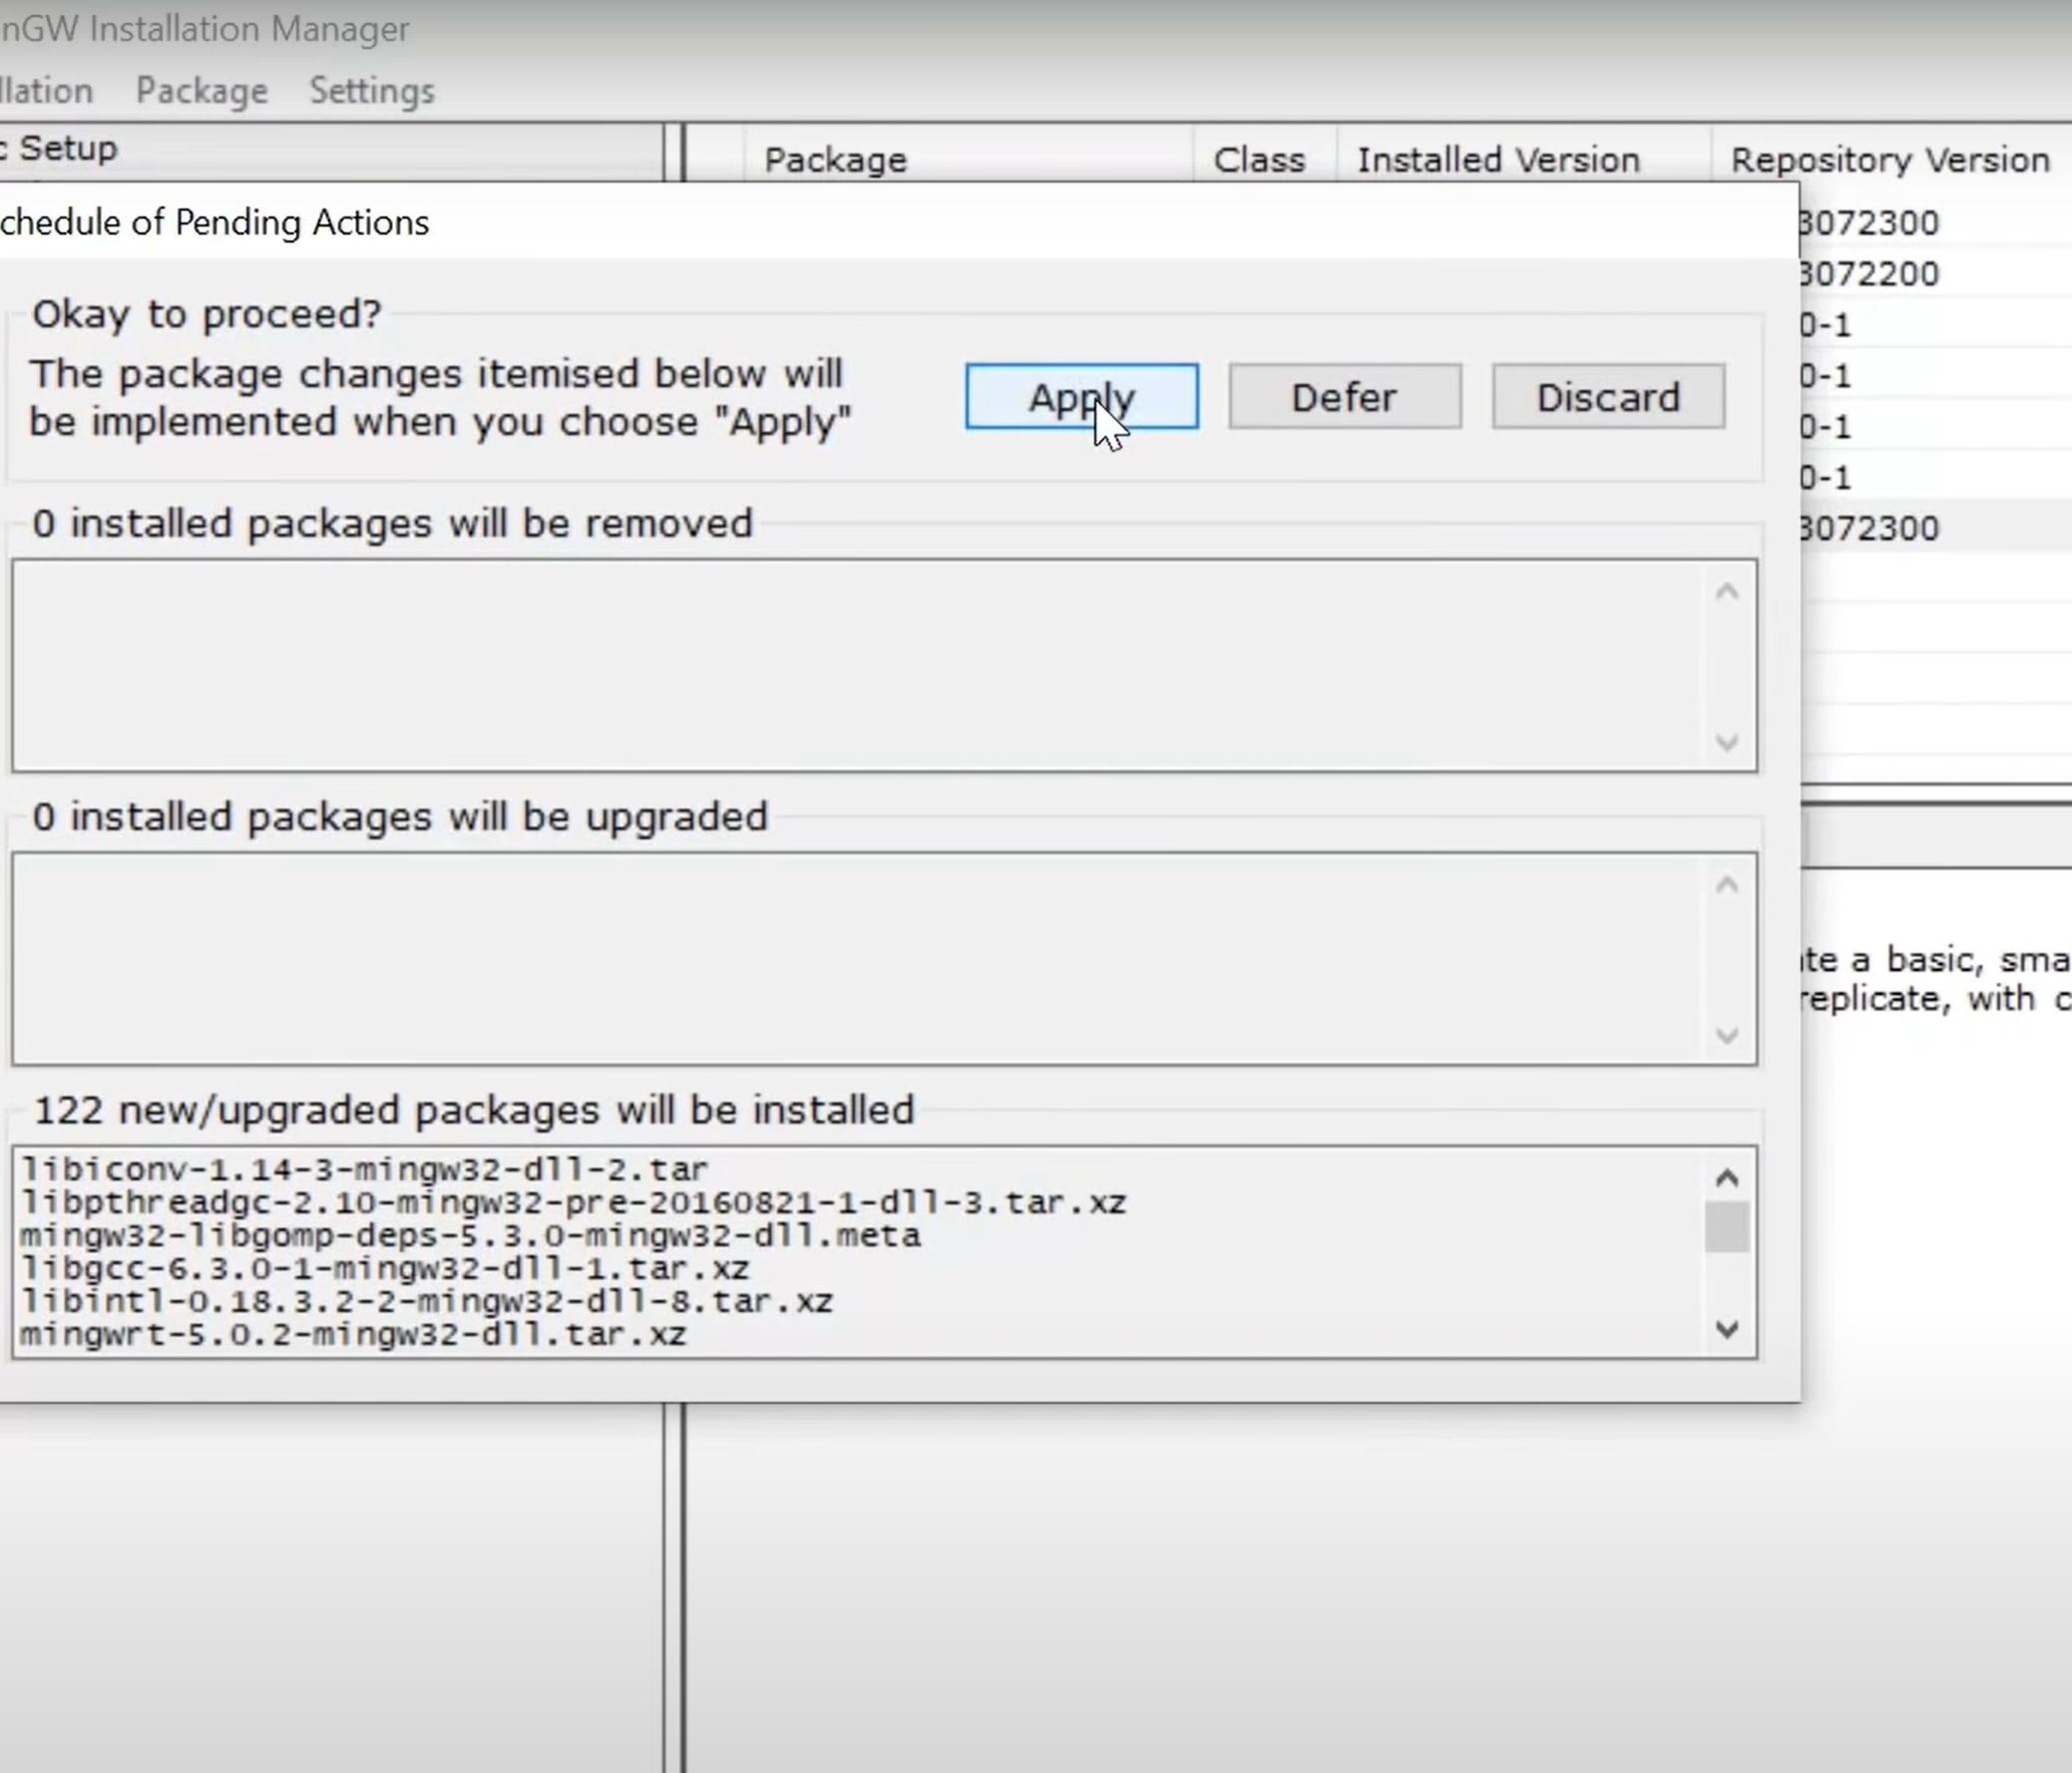 nGW Installation Manager
llation Package Settings
c Setup
Package Class Installed Version Repository Version
chedule of Pending Actions
3072300
3072200
0-1
0-1
0-1
0-1
3072300
Okay to proceed?
The package changes itemised below will
be implemented when you choose "Apply"
Apply Defer Discard
0 installed packages will be removed
0 installed packages will be upgraded
te a basic, sma
replicate, with c
122 new/upgraded packages will be installed
libiconv-1.14-3-mingw32-dll-2.tar
libpthreadgc-2.10-mingw32-pre-20160821-1-dll-3.tar.xz
mingw32-libgomp-deps-5.3.0-mingw32-dll.meta
libgcc-6.3.0-1-mingw32-dll-1.tar.xz
libintl-0.18.3.2-2-mingw32-dll-8.tar.xz
mingwrt-5.0.2-mingw32-dll.tar.xz